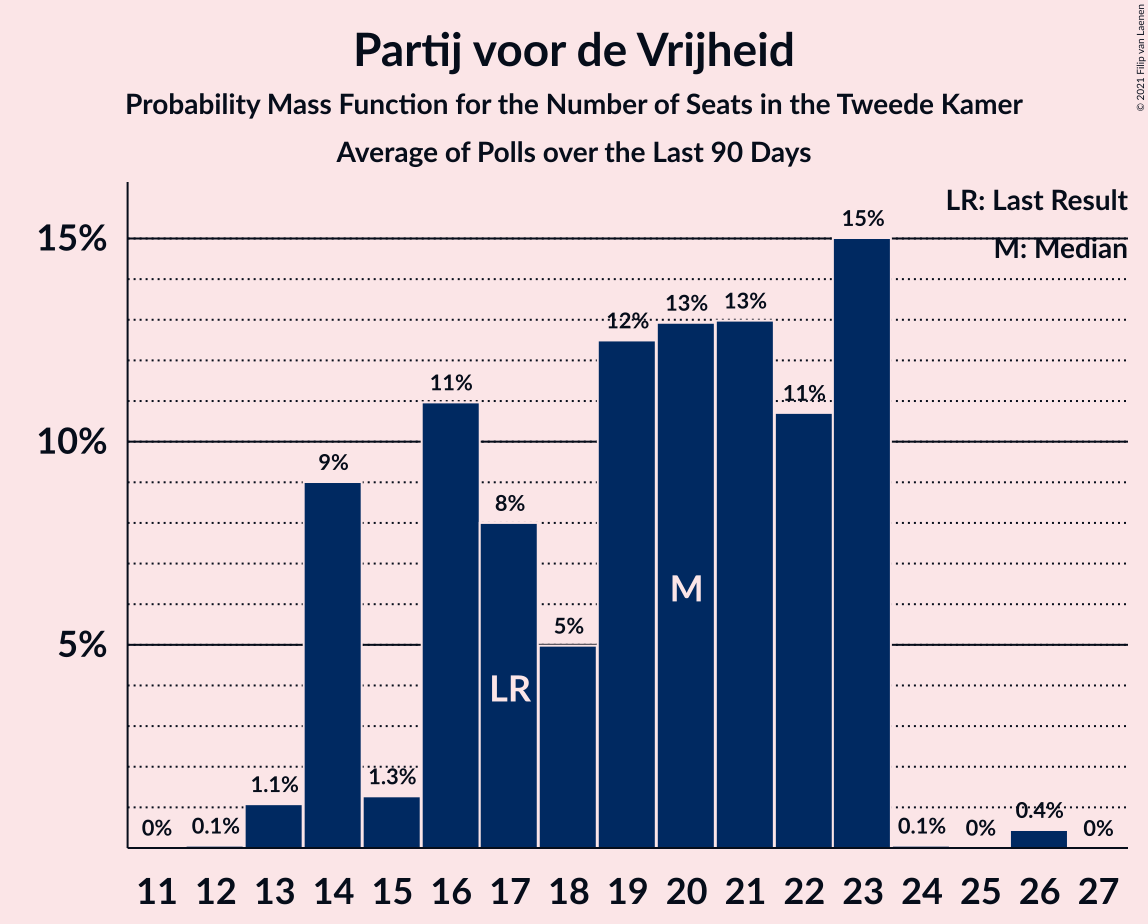 Partij voor de Vrijheid
Probability Mass Function for the Number of Seats in the Tweede Kamer
Average of Polls over the Last 90 Days
© 2021 Filip van Laenen
LR: Last Result
M: Median
15%
10%
5%
0%
0.1%
1.1%
9%
1.3%
11%
8%
5%
12%
13%
13%
11%
15%
0.1%
0%
0.4%
0%
LR
M
11 12 13 14 15 16 17 18 19 20 21 22 23 24 25 26 27